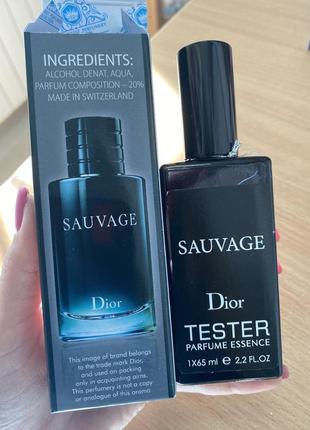 INGREDIENTS:
ALCOHOL DENAT, AQUA,
PARFUM COMPOSITION – 20%
MADE IN SWITZERLAND
SAUVAGE
Dior
This image of brand belongs
to the trade mark Dior,
and used on packing
only in acquainting aims.
This perfumery is not a copy
or analogue of this aroma
SAUVAGE
Dior
TESTER
PARFUME ESSENCE
1X65 ml e 2.2 FL.OZ